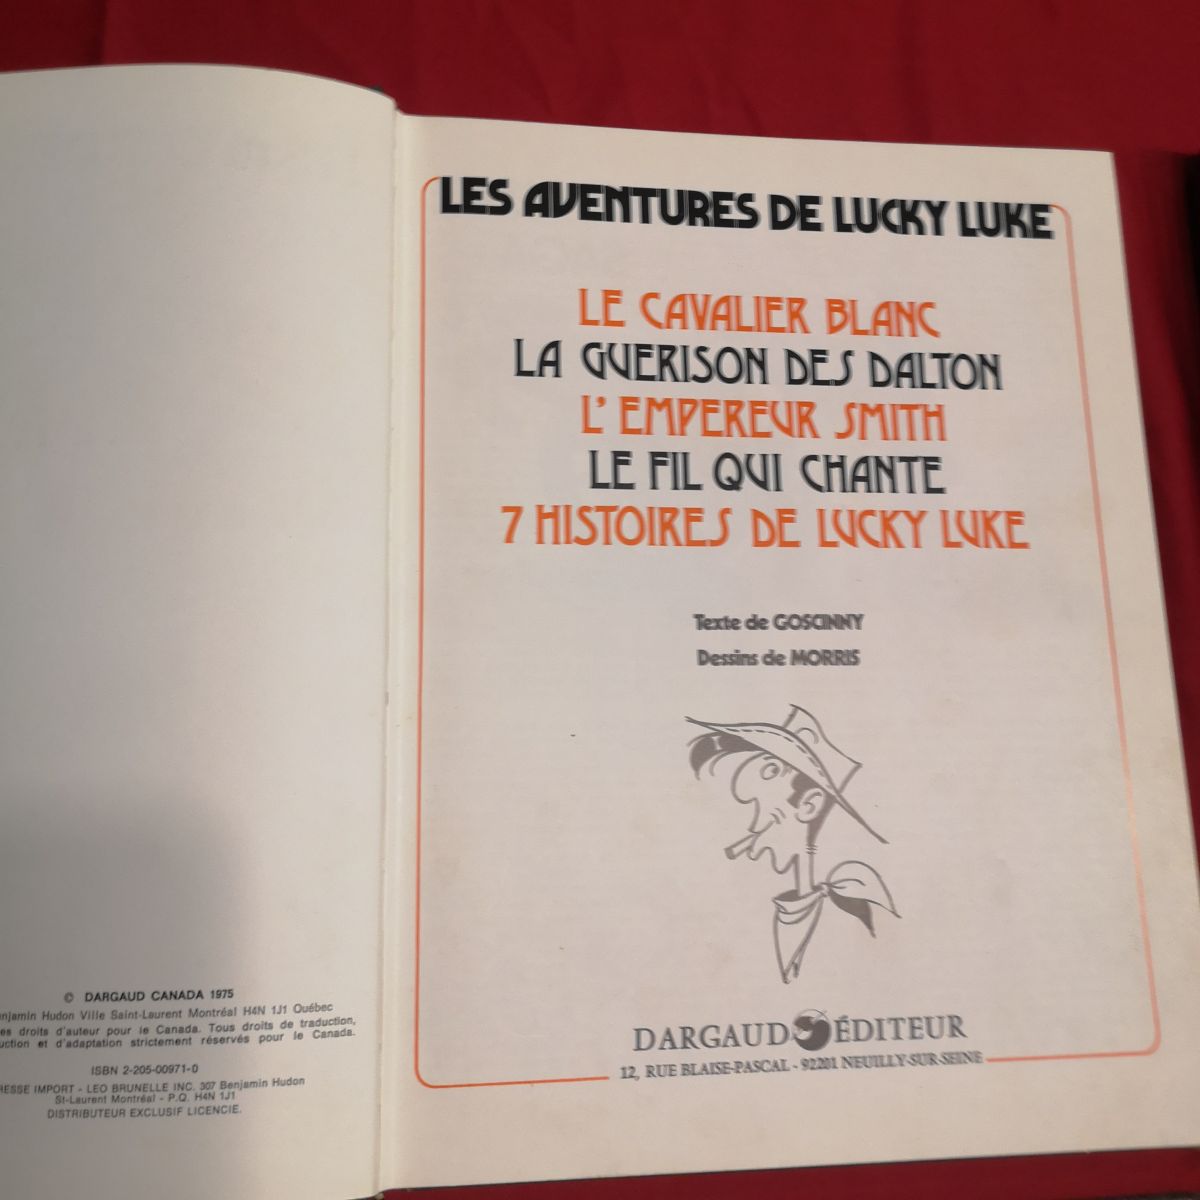 © DARGAUD CANADA 1975
Benjamin Hudon Ville Saint-Laurent Montréal H4N 1J1 Québec
droits d'auteur pour le Canada. Tous droits de traduction,
et d'adaptation strictement réservés pour le Canada.
ISBN 2-205-00971-0
IMPORT - LEO BRUNELLE INC. 307 Benjamin Hudon
St-Laurent Montréal - P.Q. H4N 1J1
DISTRIBUTEUR EXCLUSIF LICENCIE.
LES AVENTURES DE LUCKY LUKE
LE CAVALIER BLANC
LA GUERISON DES DALTON
L'EMPEREUR SMITH
LE FIL QUI CHANTE
7 HISTOIRES DE LUCKY LUKE
Texte de GOSCINNY
Dessins de MORRIS
DARGAUD ÉDITEUR
12, RUE BLAISE-PASCAL - 92201 NEUILLY-SUR-SEINE